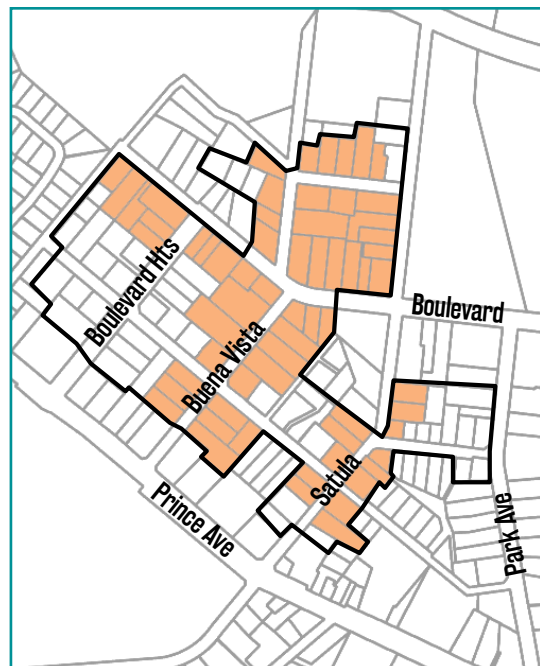 Boulevard Hts
Boulevard
Buena Vista
Satula
Prince Ave
Park Ave